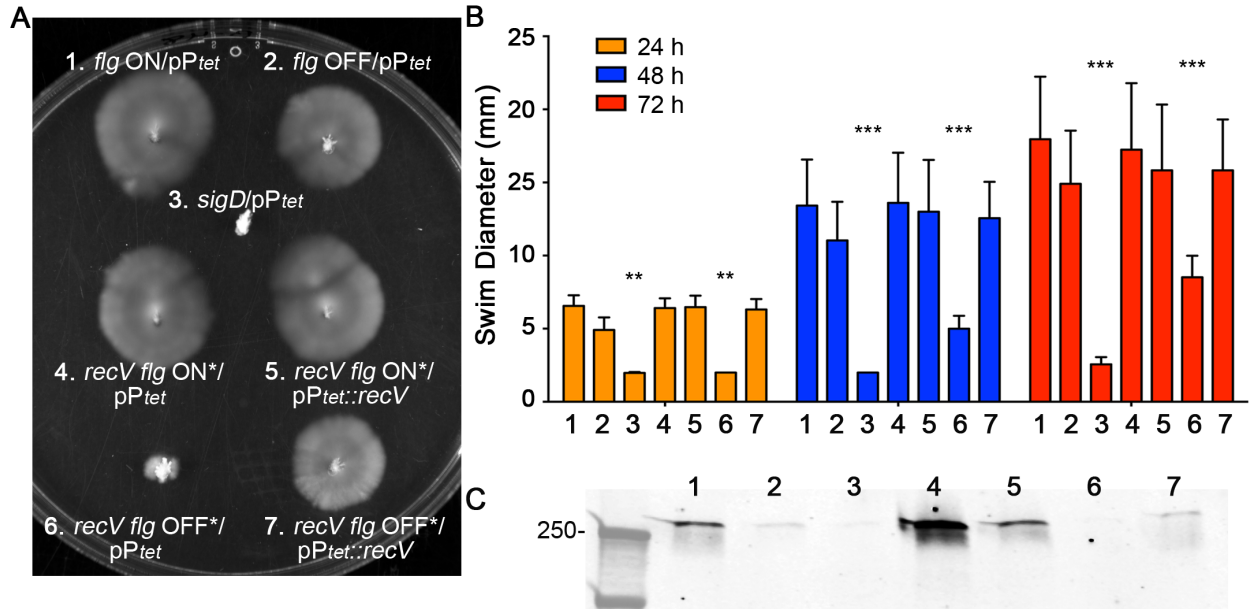 A
1. flg ON/pPtet
2. flg OFF/pPtet
3. sigD/pPtet
4. recV flg ON*/
pPtet
5. recV flg ON*/
pPtet::recV
6. recV flg OFF*/
pPtet
7. recV flg OFF*/
pPtet::recV
B
Swim Diameter (mm)
25
20
25
10
5
0
24 h
48 h
72 h
** **
*** ***
*** ***
1 2 3 4 5 6 7 1 2 3 4 5 6 7 1 2 3 4 5 6 7
C
1 2 3 4 5 6 7
250-